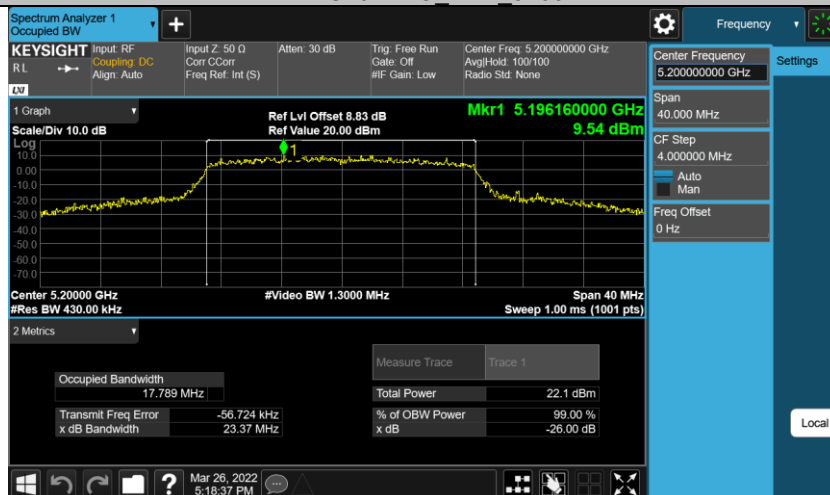 Spectrum Analyzer 1
Occupied BW
+
Frequency
KEYSIGHT
RL
LXI
Input: RF
Coupling: DC
Align: Auto
Input Z: 50 Ω
Corr CCorr
Freq Ref: Int (S)
Atten: 30 dB
Trig: Free Run
Gate: Off
#IF Gain: Low
Center Freq: 5.200000000 GHz
Avg|Hold: 100/100
Radio Std: None
Center Frequency
5.200000000 GHz
Settings
Span
40.000 MHz
CF Step
4.000000 MHz
Auto
Man
Freq Offset
0 Hz
Local
1 Graph
Scale/Div 10.0 dB
Ref Lvl Offset 8.83 dB
Ref Value 20.00 dBm
Mkr1 5.196160000 GHz
9.54 dBm
Log
10.0
0.00
-10.0
-20.0
-30.0
-40.0
-50.0
-60.0
-70.0
1
Center 5.20000 GHz
#Video BW 1.3000 MHz
Span 40 MHz
#Res BW 430.00 kHz
Sweep 1.00 ms (1001 pts)
2 Metrics
Measure Trace
Trace 1
Occupied Bandwidth
17.789 MHz
Total Power
22.1 dBm
Transmit Freq Error
-56.724 kHz
% of OBW Power
99.00 %
x dB Bandwidth
23.37 MHz
x dB
-26.00 dB
?
Mar 26, 2022
5:18:37 PM